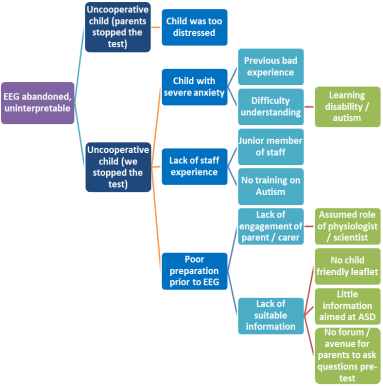 Uncooperative
child (parents
stopped the
test)
Child was too
distressed
EEG abandoned,
uninterpretable
Uncooperative
child (we
stopped the
test)
Child with
severe anxiety
Previous bad
experience
Difficulty
understanding
Learning
disability /
autism
Lack of staff
experience
Junior member
of staff
No training on
Autism
Poor
preparation
prior to EEG
Lack of
engagement of
parent / carer
Assumed role
of physiologist
/ scientist
Lack of
suitable
information
No child
friendly leaflet
Little
information
aimed at ASD
No forum /
avenue for
parents to ask
questions pre-
test